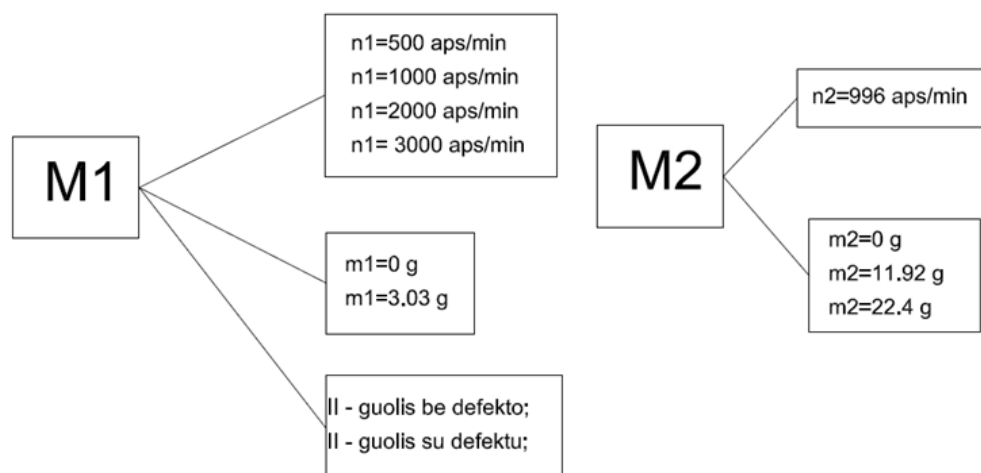 M1
n1=500 aps/min
n1=1000 aps/min
n1=2000 aps/min
n1= 3000 aps/min
m1=0 g
m1=3.03 g
II - guolis be defekto;
II - guolis su defektu;
M2
n2=996 aps/min
m2=0 g
m2=11.92 g
m2=22.4 g